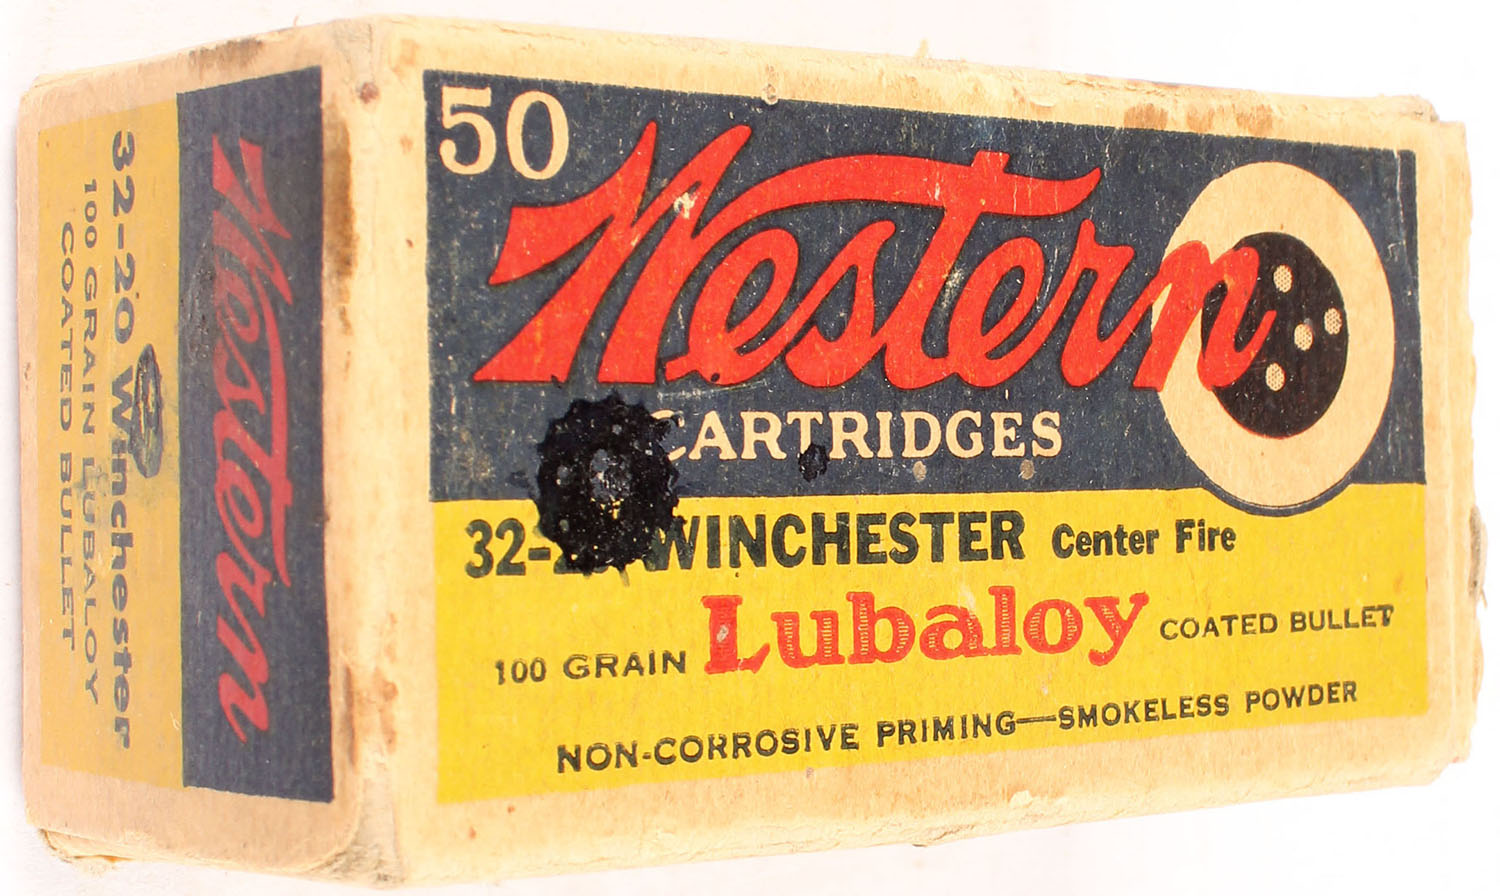 50
Western
CARTRIDGES
32- WINCHESTER Center Fire
100 GRAIN Lubaloy COATED BULLET
NON-CORROSIVE PRIMING—SMOKELESS POWDER
Western
32-20 Winchester
100 GRAIN LUBALOY
COATED BULLET